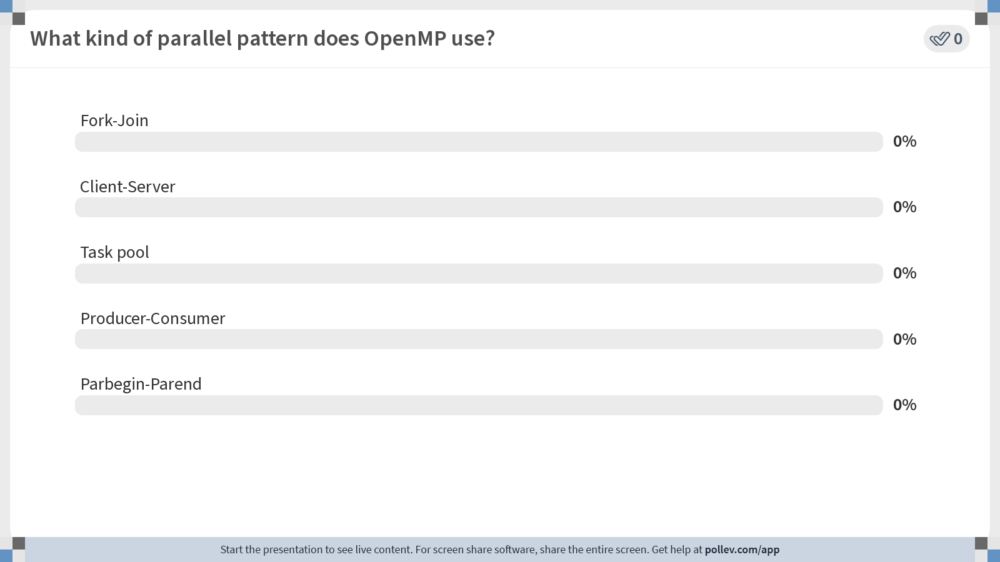 What kind of parallel pattern does OpenMP use?
0
Fork-Join
0%
Client-Server
0%
Task pool
0%
Producer-Consumer
0%
Parbegin-Parend
0%
Start the presentation to see live content. For screen share software, share the entire screen. Get help at pollev.com/app